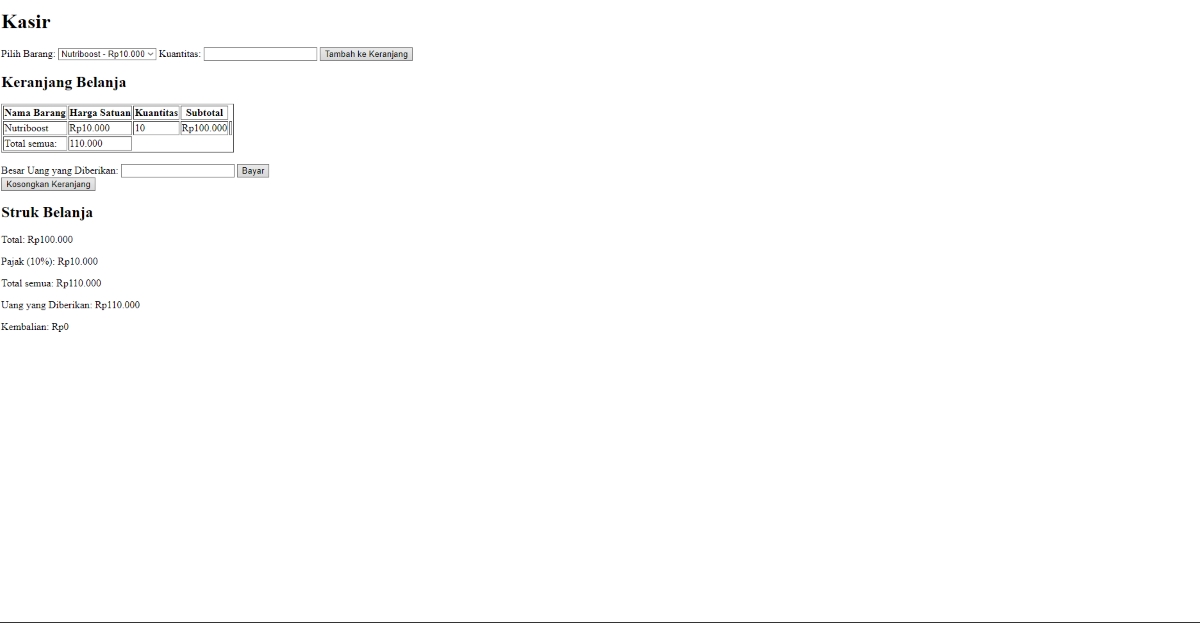 Kasir
Pilih Barang: Nutriboost - Rp10.000 Kuantitas: Tambah ke Keranjang
Keranjang Belanja
Nama Barang Harga Satuan Kuantitas Subtotal
Nutriboost Rp10.000 10 Rp100.000
Total semua: 110.000
Besar Uang yang Diberikan: Bayar
Kosongkan Keranjang
Struk Belanja
Total: Rp100.000
Pajak (10%): Rp10.000
Total semua: Rp110.000
Uang yang Diberikan: Rp110.000
Kembalian: Rp0